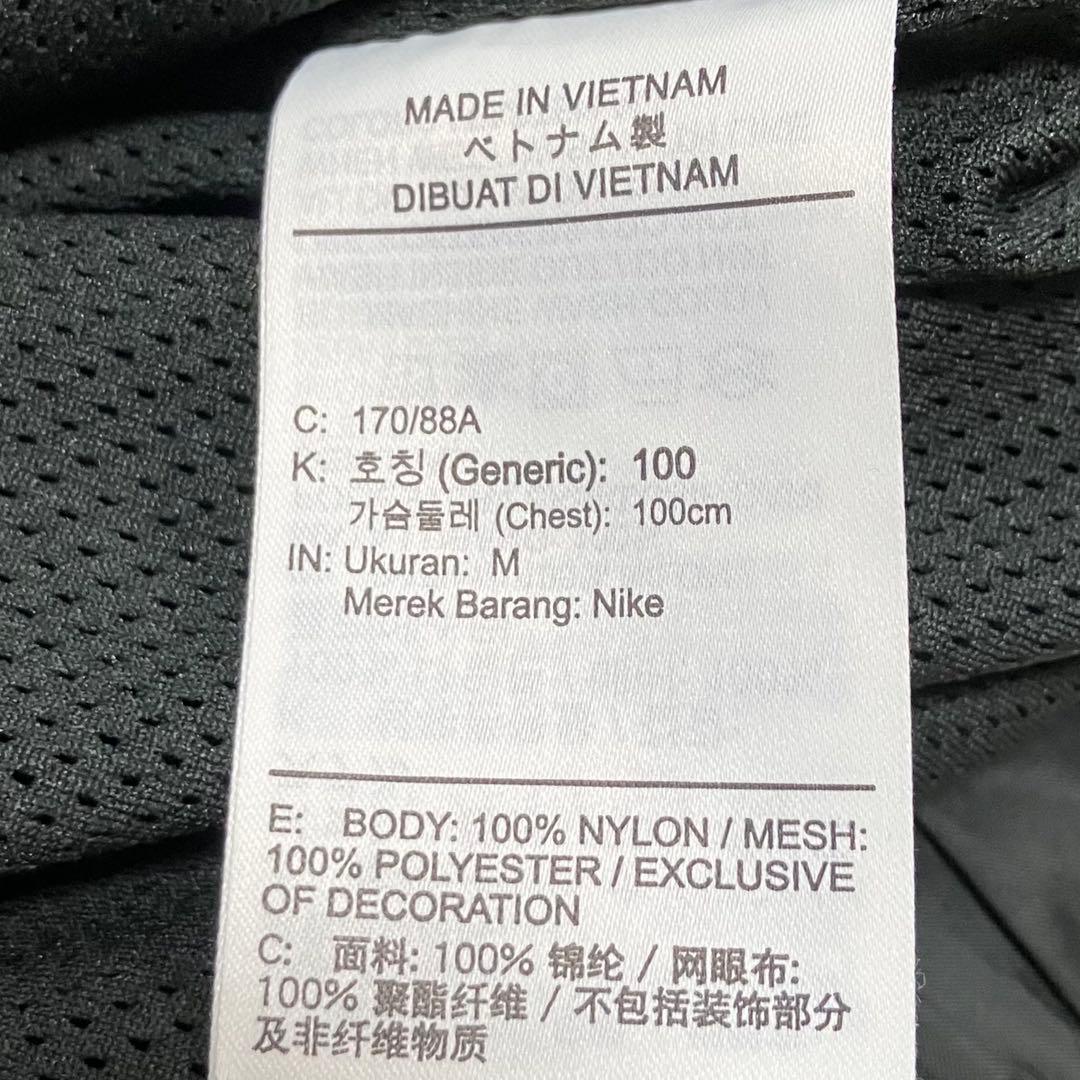 MADE IN VIETNAM
ベトナム製
DIBUAT DI VIETNAM
C: 170/88A
K: 호칭 (Generic): 100
가슴둘레 (Chest): 100cm
IN: Ukuran: M
Merek Barang: Nike
E: BODY: 100% NYLON / MESH:
100% POLYESTER / EXCLUSIVE
OF DECORATION
C: 面料: 100% 锦纶 / 网眼布:
100% 聚酯纤维 / 不包括装饰部分
及非纤维物质